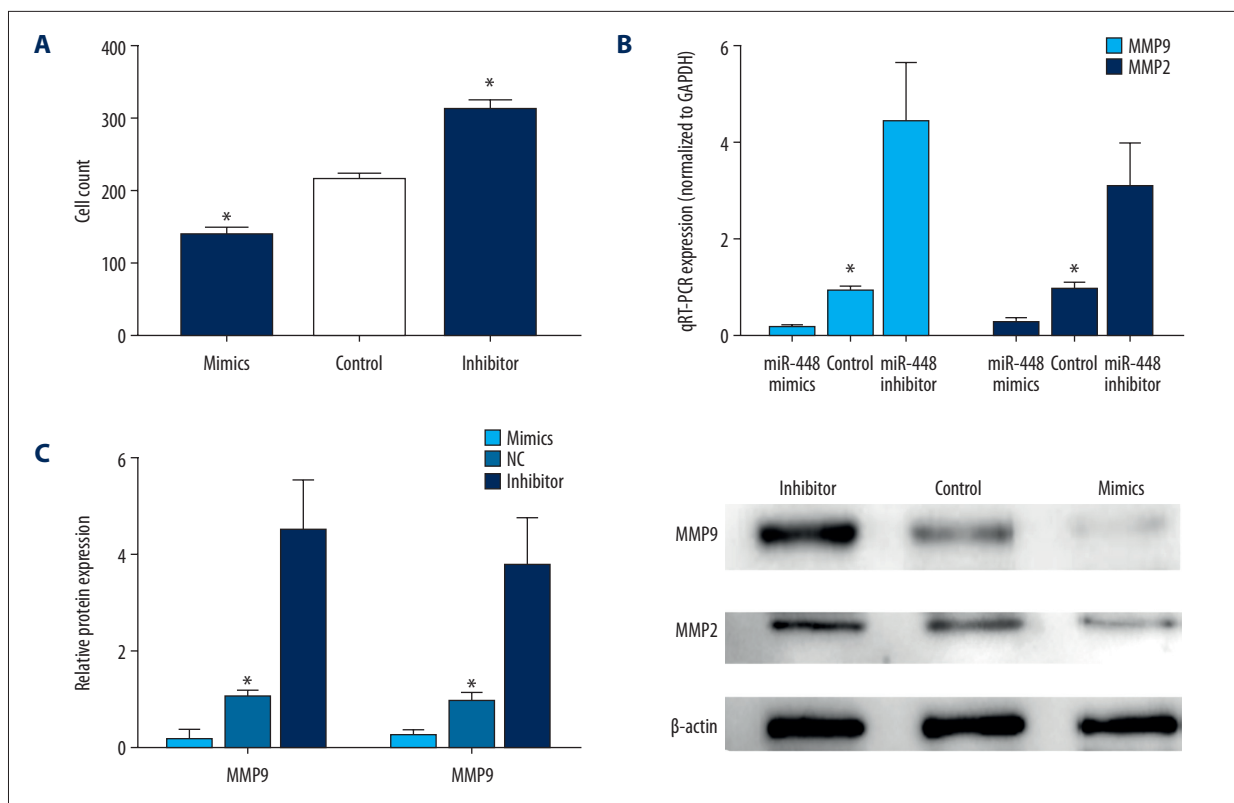 A
400
300
200
100
0
Cell count
*
*
Mimics
Control
Inhibitor
B
MMP9
MMP2
6
4
2
0
qRT-PCR expression (normalized to GAPDH)
*
*
miR-448
mimics
Control
miR-448
inhibitor
miR-448
mimics
Control
miR-448
inhibitor
C
Mimics
NC
Inhibitor
6
4
2
0
Relative protein expression
*
*
MMP9
MMP9
Inhibitor
Control
Mimics
MMP9
MMP2
β-actin